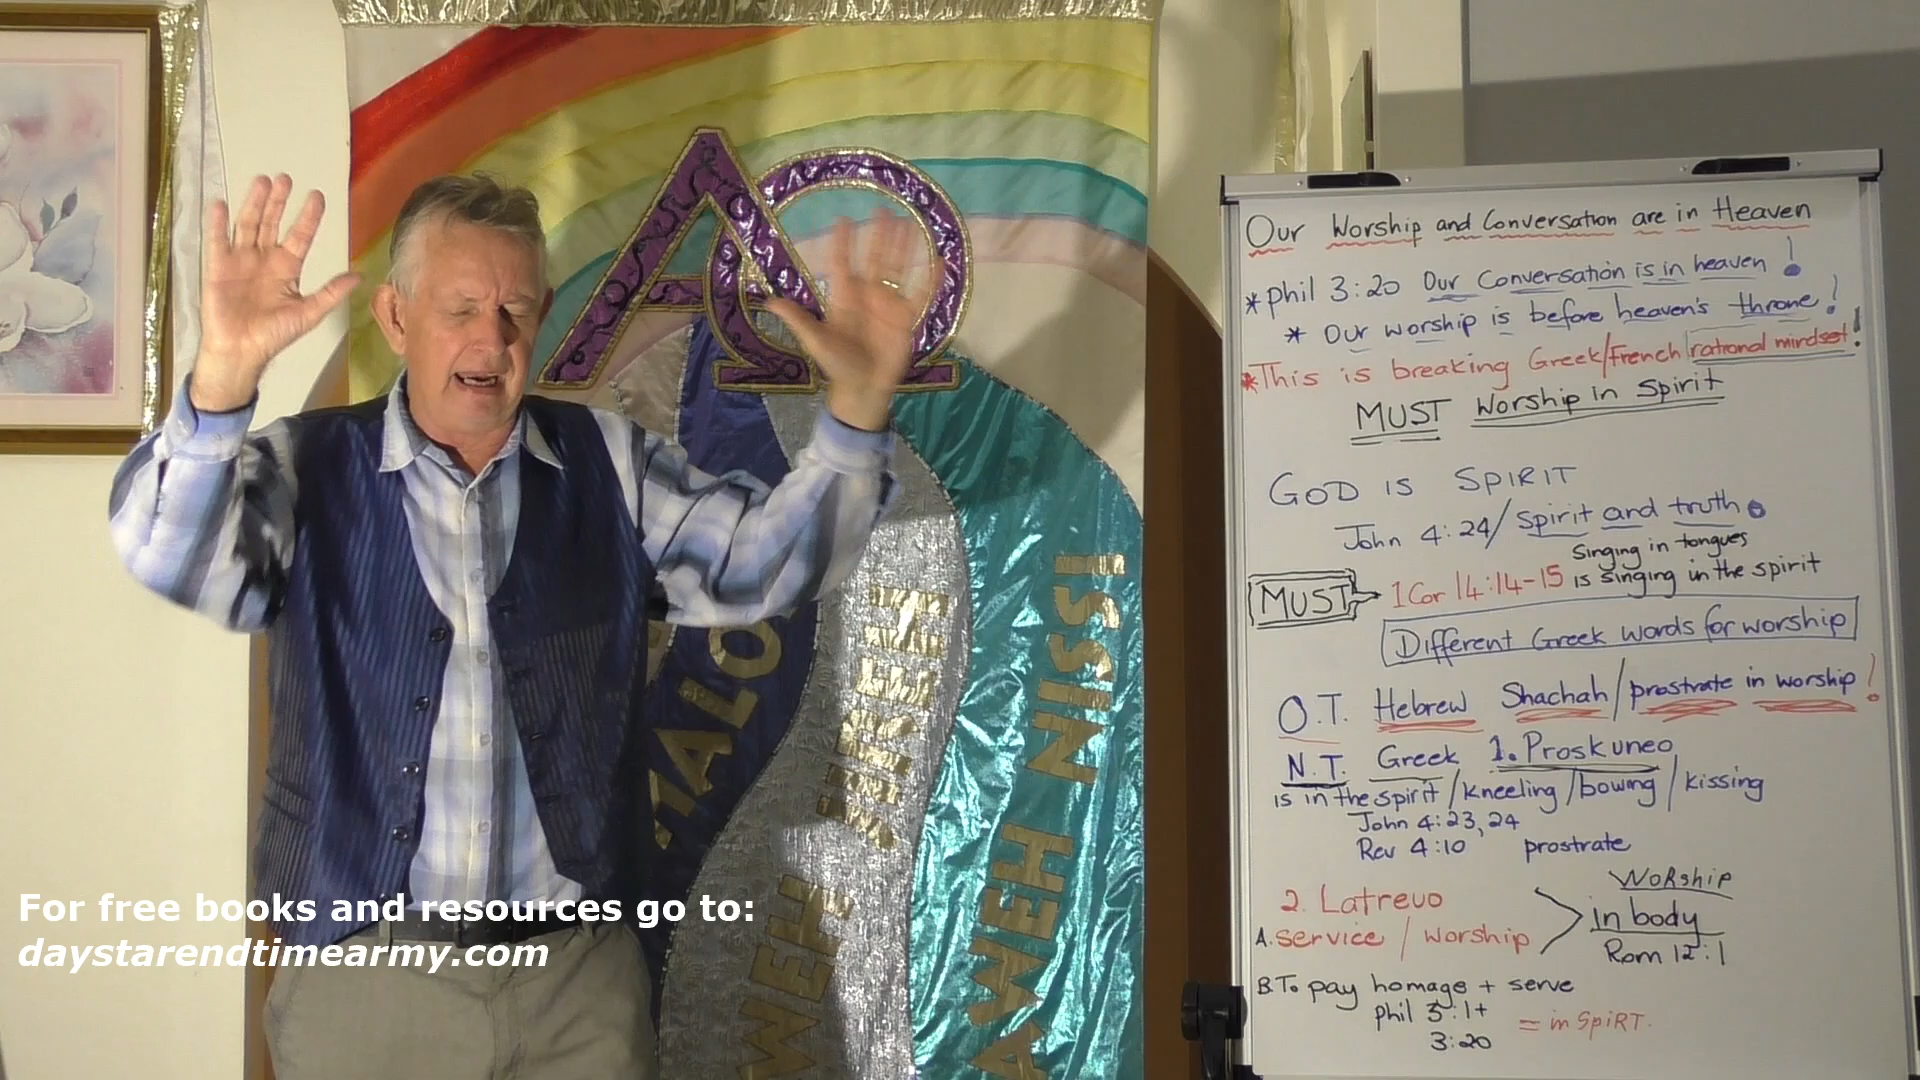 ΑΩ
HALO
WEH JIREH
AWEH NISSI
Our Worship and Conversation are in Heaven
*phil 3:20 Our Conversation is in heaven!
* Our worship is before heaven's throne!
*This is breaking Greek/French rational mindset!
MUST Worship in Spirit
GOD IS SPIRIT
John 4:24/ Spirit and truth.
Singing in tongues
MUST 1Cor 14:14-15 is singing in the spirit
Different Greek words for worship
O.T. Hebrew Shachah/prostrate in worship!
N.T. Greek 1. Proskuneo
is in the spirit/kneeling/bowing/kissing
John 4:23,24
Rev 4:10 prostrate
WORShip
2. Latreuo
in body
A. service / worship
Rom 12:1
B. To pay homage + serve
phil 3:1+
= in SpiRT.
3:20
For free books and resources go to:
daystarendtimearmy.com